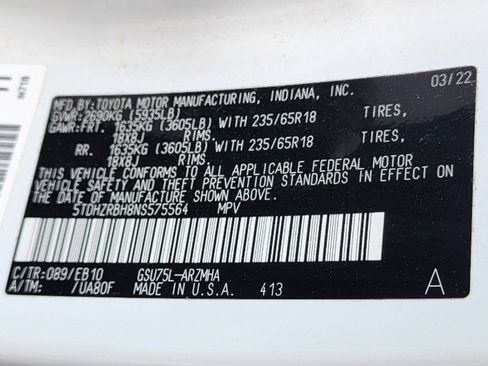 03/22
MFD.BY:TOYOTA MOTOR MANUFACTURING, INDIANA, INC.
GVWR:2690KG (5935LB)
GAWR:FRT. 1635KG (3605LB) WITH 235/65R18 TIRES,
18X8J RIMS.
RR. 1635KG (3605LB) WITH 235/65R18 TIRES,
18X8J RIMS.
THIS VEHICLE CONFORMS TO ALL APPLICABLE FEDERAL MOTOR
VEHICLE SAFETY AND THEFT PREVENTION STANDARDS IN EFFECT ON
THE DATE OF MANUFACTURE SHOWN ABOVE.
5TDHZRBH8NS575564 MPV
C/TR:089/EB10 GSU75L-ARZMHA
A/TM: /UA80F MADE IN U.S.A. 413 A